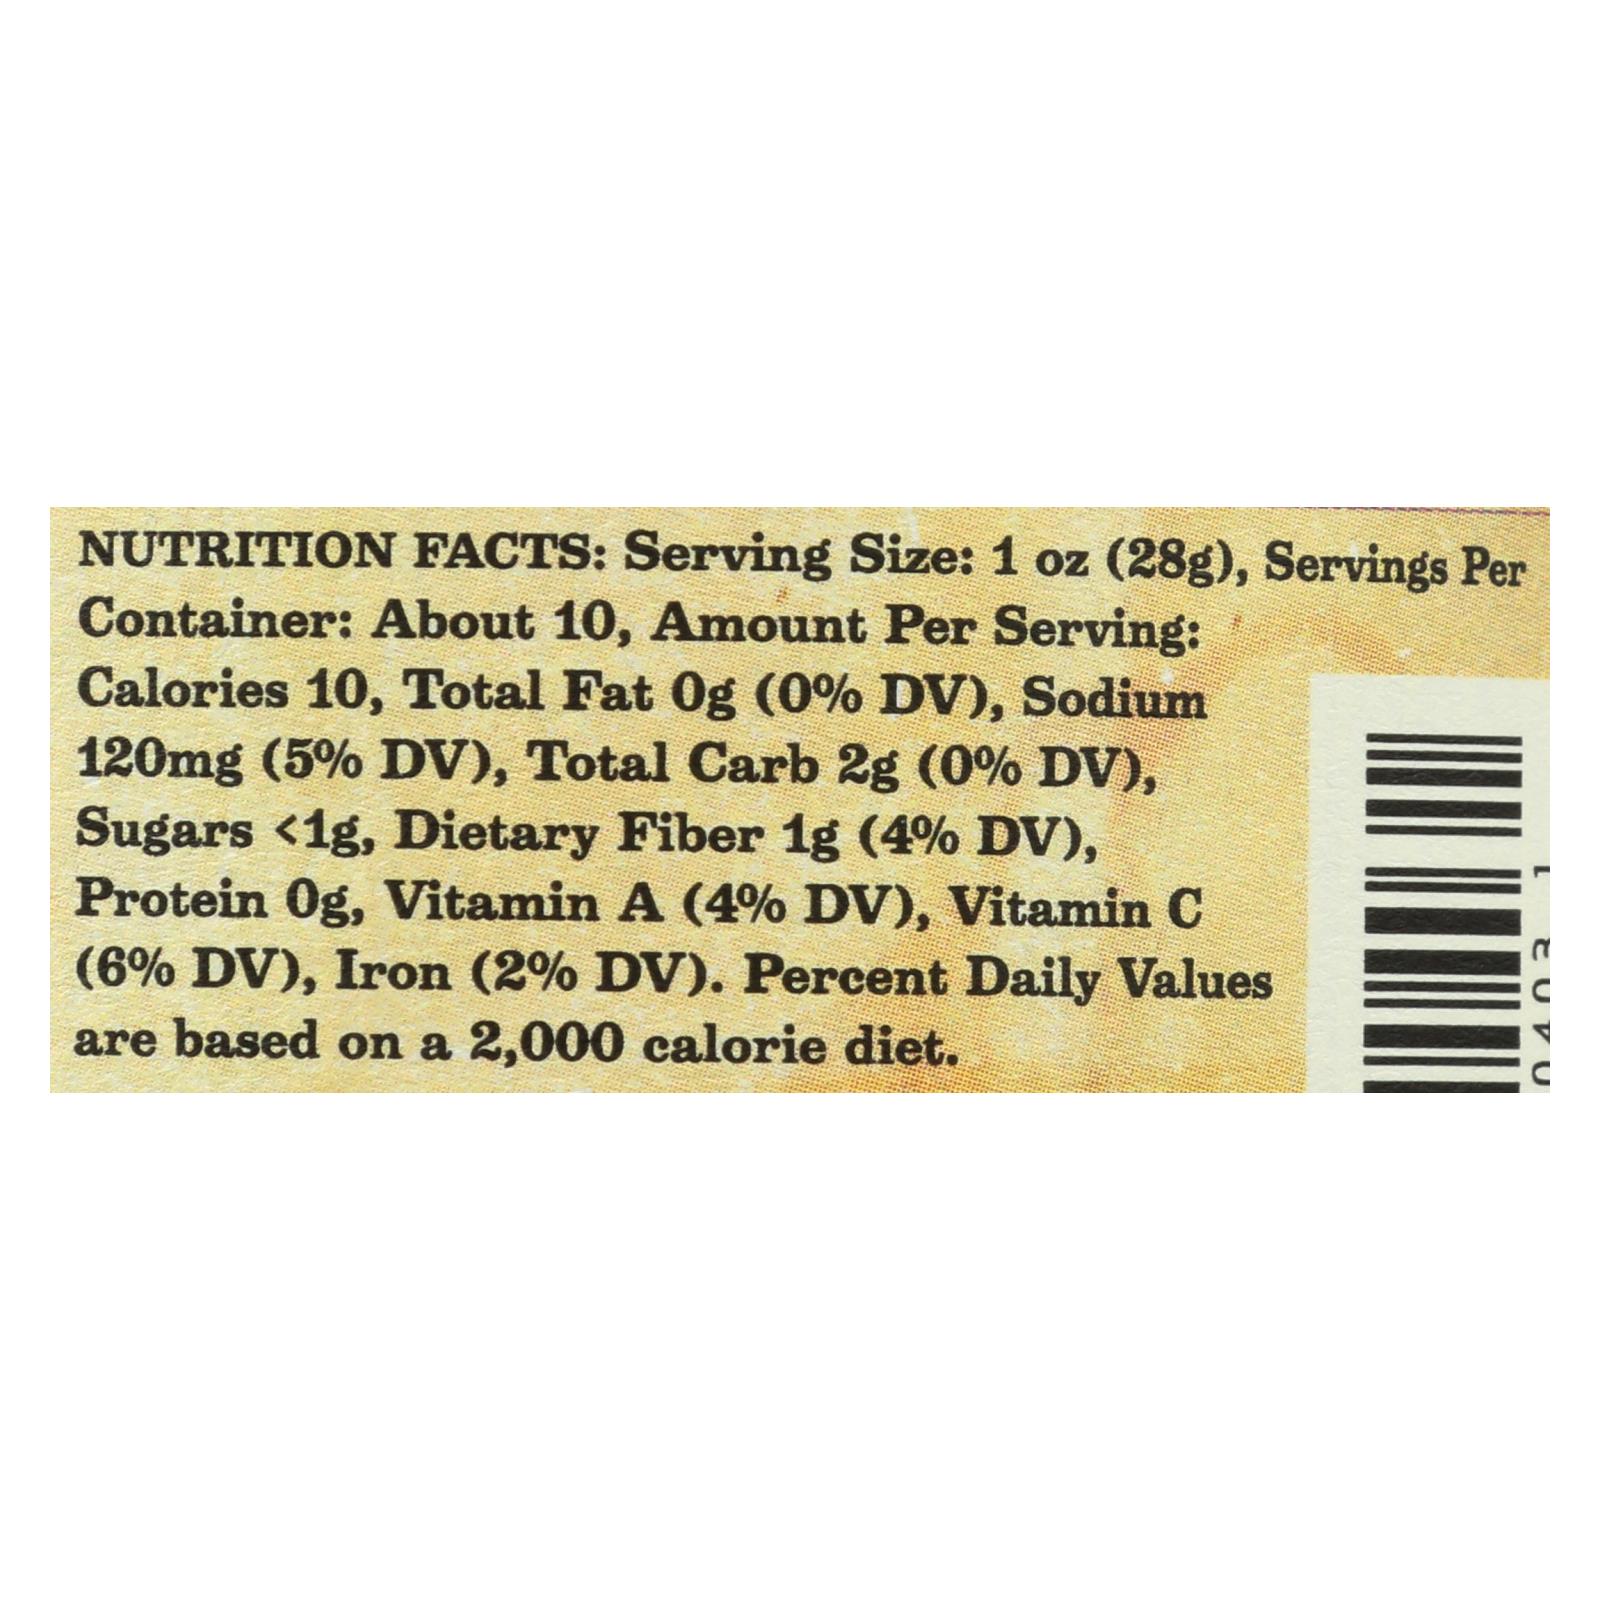 NUTRITION FACTS: Serving Size: 1 oz (28g), Servings Per
Container: About 10, Amount Per Serving:
Calories 10, Total Fat 0g (0% DV), Sodium
120mg (5% DV), Total Carb 2g (0% DV),
Sugars <1g, Dietary Fiber 1g (4% DV),
Protein 0g, Vitamin A (4% DV), Vitamin C
(6% DV), Iron (2% DV). Percent Daily Values
are based on a 2,000 calorie diet.